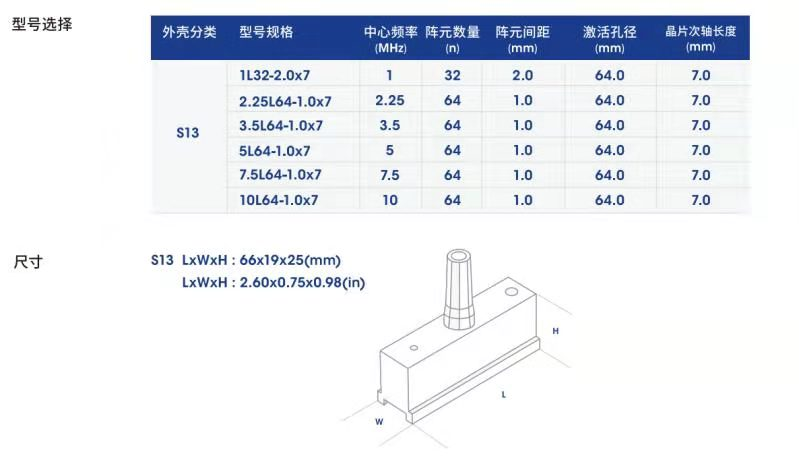 型号选择
外壳分类 型号规格 中心频率 (MHz) 阵元数量 (n) 阵元间距 (mm) 激活孔径 (mm) 晶片次轴长度 (mm)
1L32-2.0x7 1 32 2.0 64.0 7.0
2.25L64-1.0x7 2.25 64 1.0 64.0 7.0
3.5L64-1.0x7 3.5 64 1.0 64.0 7.0
S13
5L64-1.0x7 5 64 1.0 64.0 7.0
7.5L64-1.0x7 7.5 64 1.0 64.0 7.0
10L64-1.0x7 10 64 1.0 64.0 7.0
尺寸
S13 LxWxH : 66x19x25(mm)
LxWxH : 2.60x0.75x0.98(in)
H
L
W